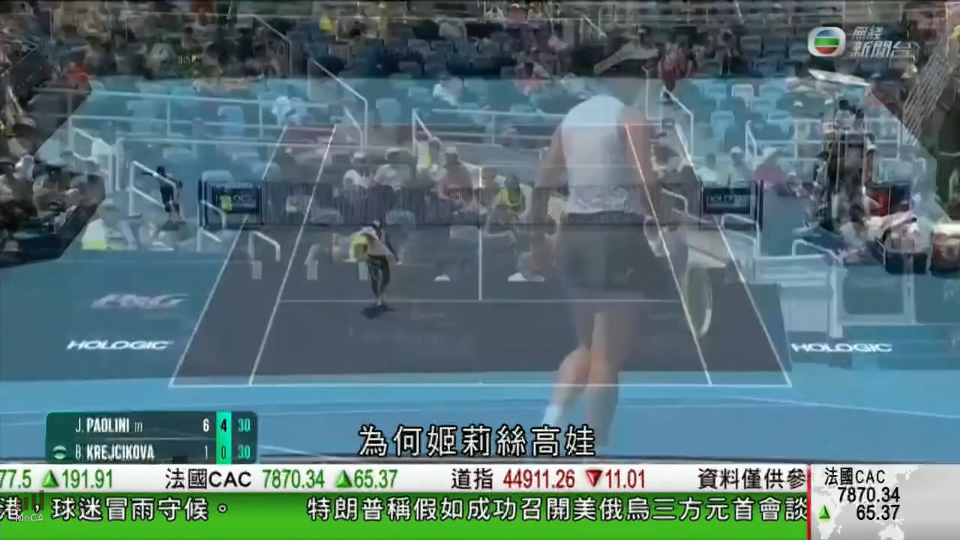 無綫
新聞台
HOLOGIC
HOLOGIC
J. PAOLINI [7] 6 4 30
B KREJCIKOVA 1 0 30
為何姬莉絲高娃
77.5 ▲191.91 法國CAC 7870.34 ▲65.37 道指 44911.26 ▼11.01 資料僅供參
法國CAC
7870.34
▲ 65.37
港，球迷冒雨守候。 特朗普稱假如成功召開美俄烏三方元首會談
MoCA